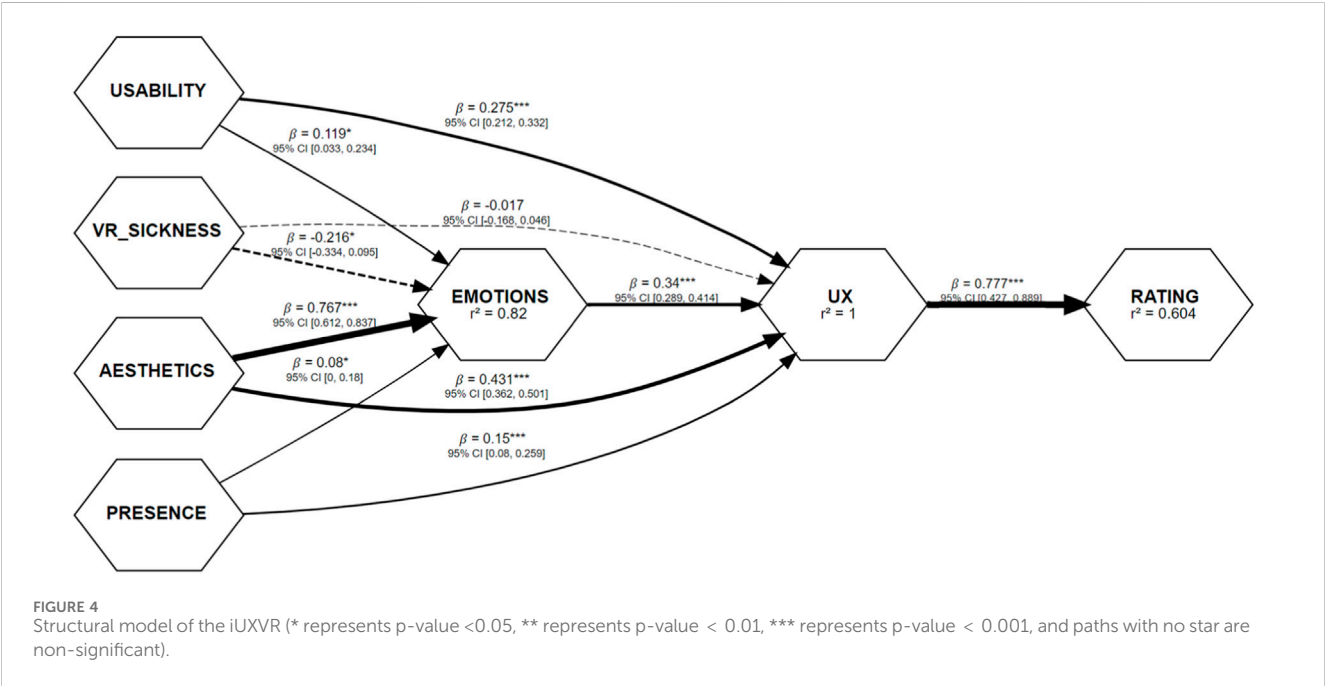 USABILITY
β = 0.275***
95% CI [0.212, 0.332]
β = 0.119*
95% CI [0.033, 0.234]
VR_SICKNESS
β = -0.017
95% CI [-0.168, 0.046]
β = -0.216*
95% CI [-0.334, 0.095]
EMOTIONS
r² = 0.82
β = 0.34***
95% CI [0.289, 0.414]
UX
r² = 1
β = 0.777***
95% CI [0.427, 0.889]
RATING
r² = 0.604
β = 0.767***
95% CI [0.612, 0.837]
AESTHETICS
β = 0.08*
95% CI [0, 0.18]
β = 0.431***
95% CI [0.362, 0.501]
β = 0.15***
95% CI [0.08, 0.259]
PRESENCE
FIGURE 4
Structural model of the iUXVR (* represents p-value <0.05, ** represents p-value < 0.01, *** represents p-value < 0.001, and paths with no star are
non-significant).